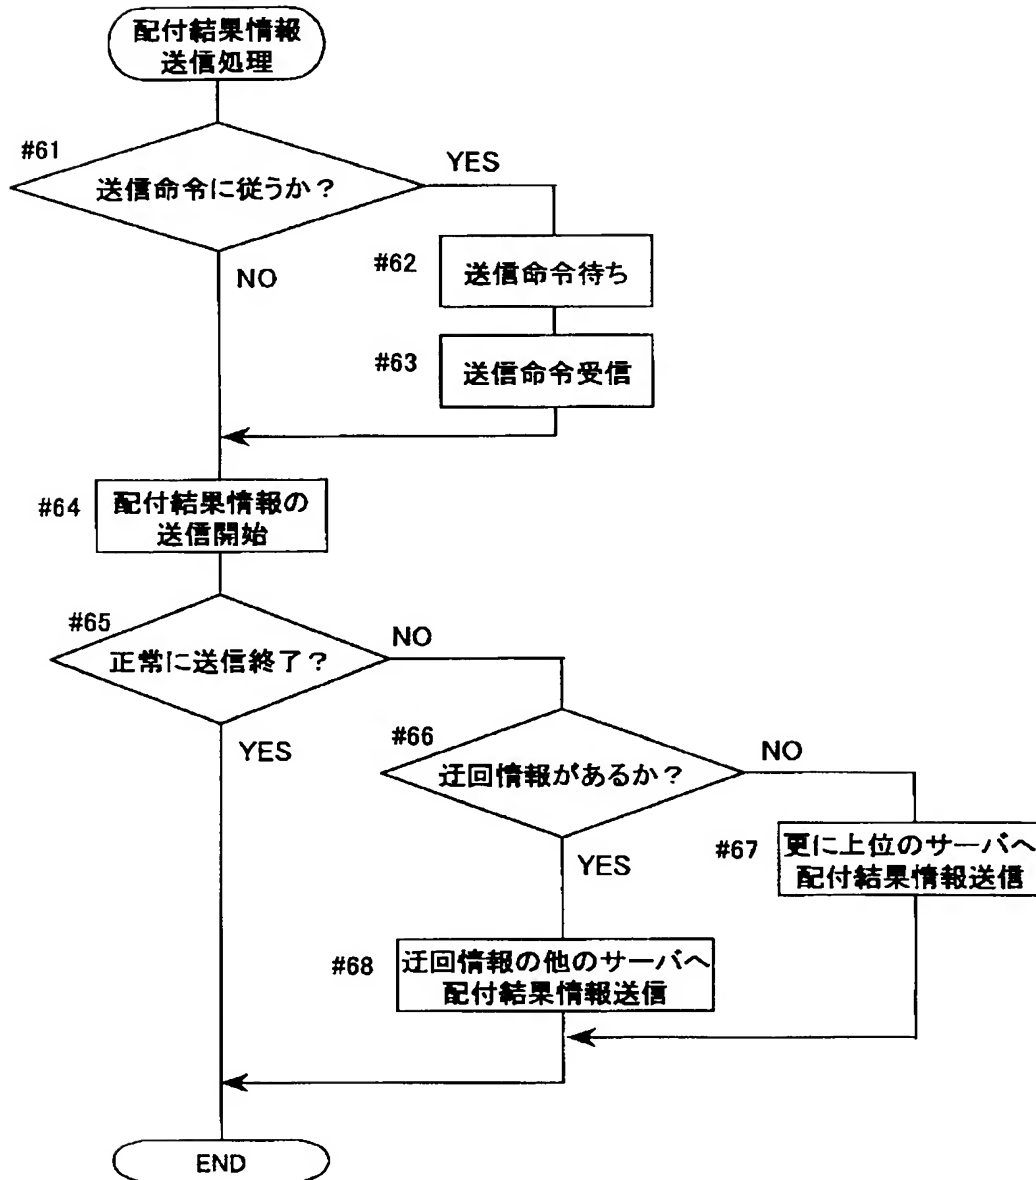 配付結果情報
送信処理
#61
送信命令に従うか？
YES
NO
#62
送信命令待ち
#63
送信命令受信
#64
配付結果情報の
送信開始
#65
正常に送信終了？
NO
YES
#66
迂回情報があるか？
NO
YES
#67
更に上位のサーバへ
配付結果情報送信
#68
迂回情報の他のサーバへ
配付結果情報送信
END